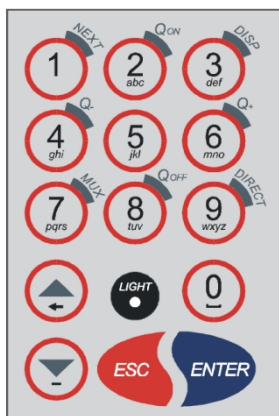 NEXT QON DISP
1 2 3
abc def
Q- Q+
4 5 6
ghi jkl mno
MUX QOFF DIRECT
7 8 9
pqrs tuv wxyz
LIGHT 0
ESC ENTER